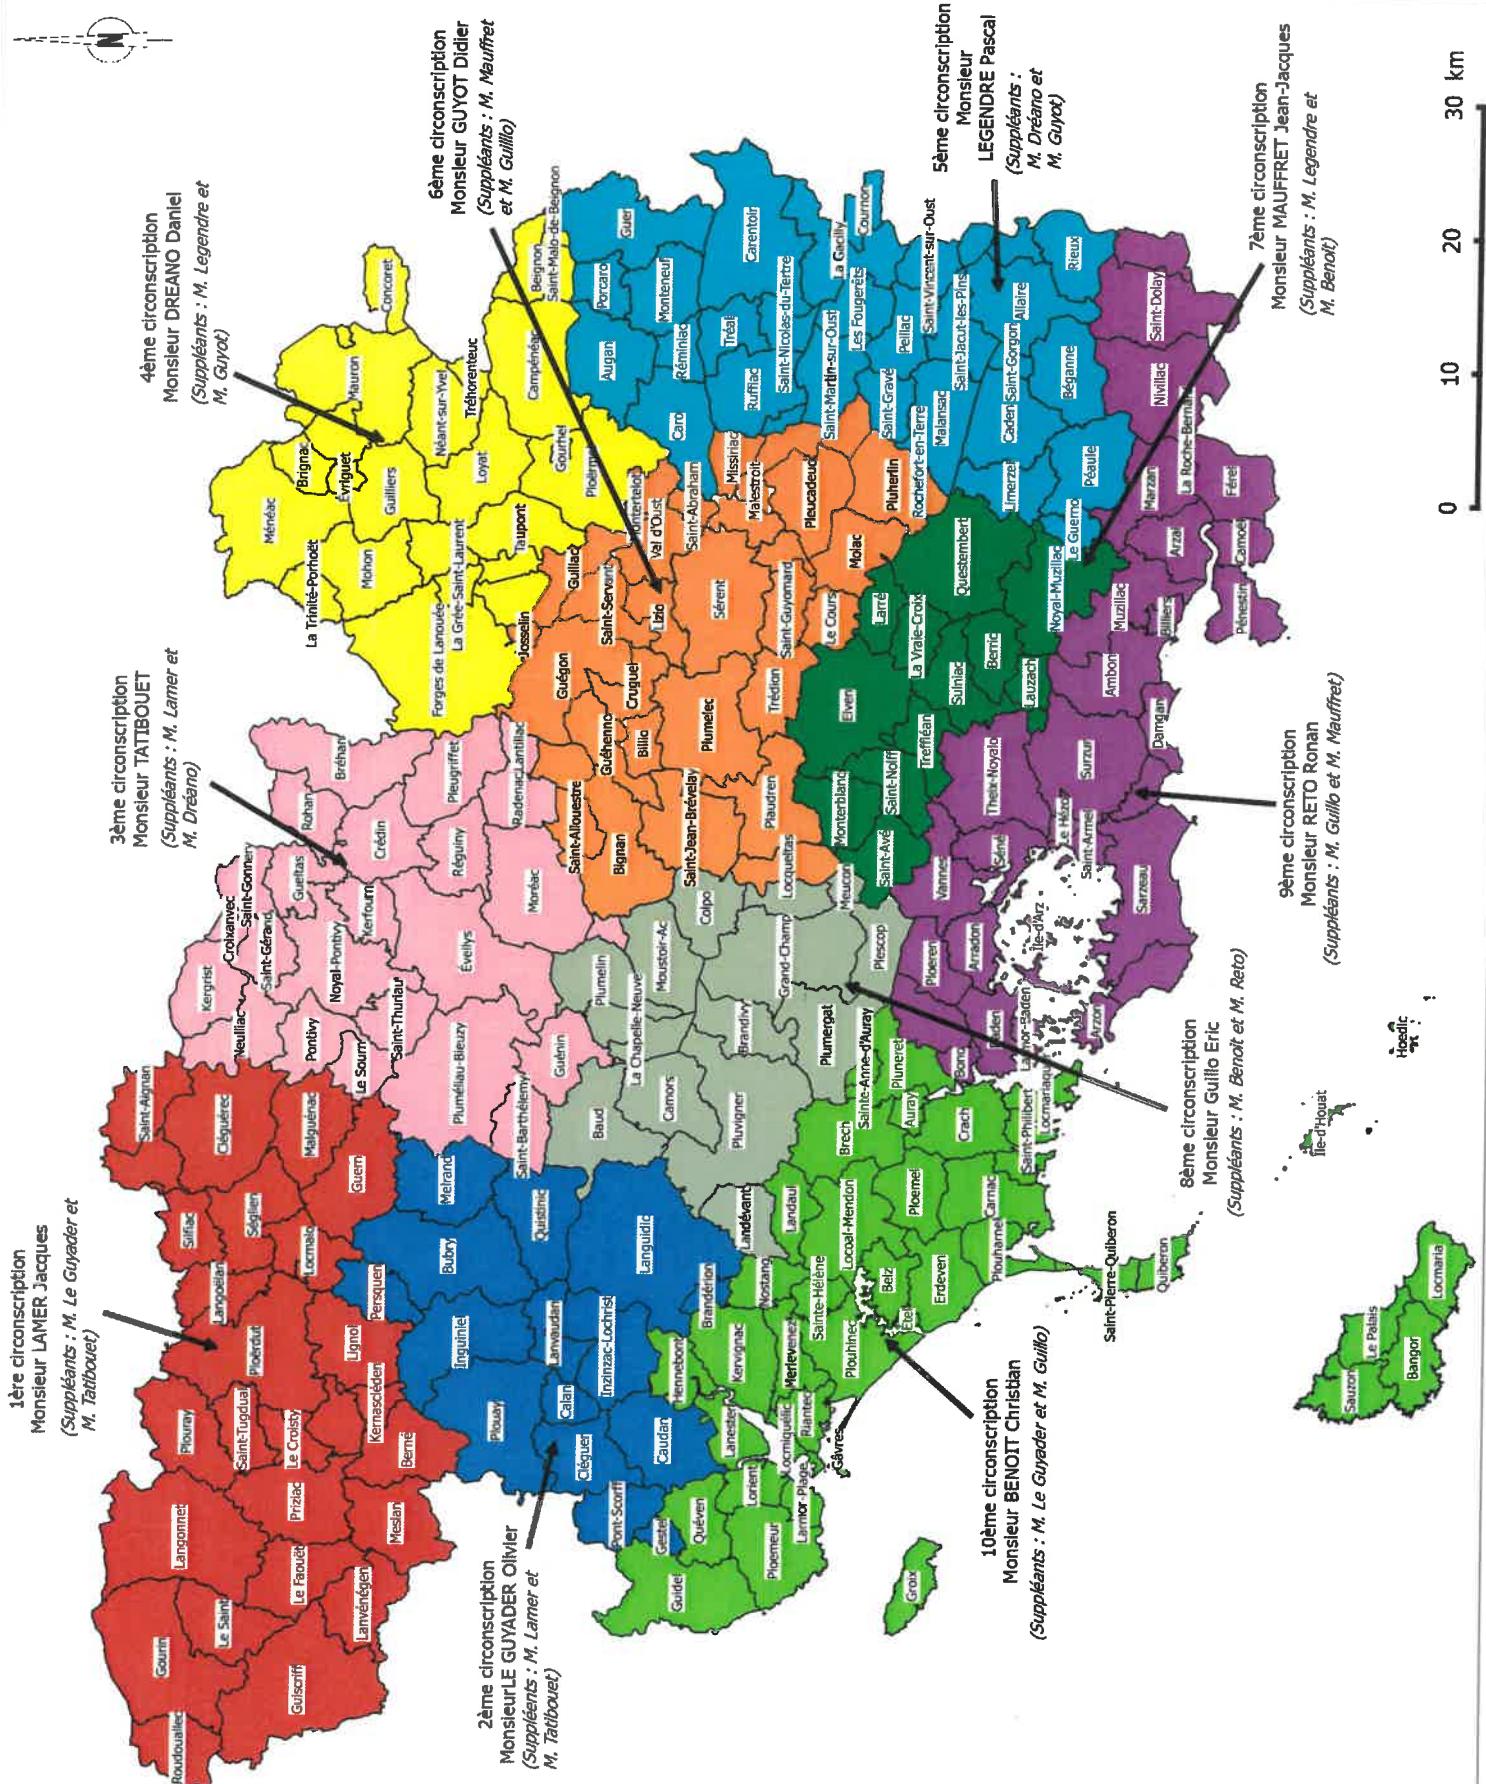 N
1ère circonscription
Monsieur LAMER Jacques
(Suppléants : M. Le Guyader et
M. Tatibouet)
2ème circonscription
MonsieurLE GUYADER Olivier
(Suppléents : M. Lamer et
M. Tatibouet)
3ème circonscription
Monsieur TATIBOUET
(Suppléants : M. Lamer et
M. Dréano)
4ème circonscription
Monsieur DREANO Daniel
(Suppléants : M. Legendre et
M. Guyot)
6ème circonscription
Monsieur GUYOT Didier
(Suppléants : M. Mauffret
et M. Guilllo)
5ème circonscription
Monsieur
LEGENDRE Pascal
(Suppléants :
M. Dréano et
M. Guyot)
7ème circonscription
Monsieur MAUFFRET Jean-Jacques
(Suppléants : M. Legendre et
M. Benoit)
9ème circonscription
Monsieur RETO Ronan
(Suppléants : M. Guillo et M. Mauffret)
8ème circonscription
Monsieur Guillo Eric
(Suppléants : M. Benoit et M. Reto)
10ème circonscription
Monsieur BENOIT Christian
(Suppléants : M. Le Guyader et M. Guillo)
Roudouallec
Gourin
Guiscriff
Le Saint
Langonnet
Le Faouët
Lanvénégen
Priziac
Meslan
Plouray
Saint-Tugdual
Le Croisty
Kernascléden
Berné
Ploërdut
Lignol
Langoëlan
Locmalo
Silfiac
Séglien
Guern
Saint-Aignan
Cléguérec
Malguénac
Persquen
Bubry
Melrand
Quistinic
Inguiniel
Lanvaudan
Plouay
Calan
Inzinzac-Lochrist
Languidic
Brandérion
Cléguer
Caudan
Pont-Scorff
Gestel
Kergrist
Croixanvec
Saint-Gonnery
Neulliac
Saint-Gérand
Gueltas
Rohan
Bréhan
Noyal-Pontivy
Pontivy
Kerfourn
Crédin
Le Sourn
Saint-Thuriau
Réguiny
Pleugriffet
Évellys
Pluméliau-Bieuzy
Radenac
Lantillac
Moréac
Saint-Barthélemy
Guénin
Ménéac
Brignac
Évriguet
Mauron
Concoret
La Trinité-Porhoët
Mohon
Guilliers
Néant-sur-Yvel
Tréhorenteuc
Forges de Lanouée
La Grée-Saint-Laurent
Loyat
Taupont
Campénéac
Beignon
Saint-Malo-de-Beignon
Gourhel
Ploërmel
Montertelot
Josselin
Guillac
Guégon
Saint-Servant
Val d'Oust
Lizio
Saint-Abraham
Cruguel
Guéhenno
Billio
Saint-Allouestre
Bignan
Saint-Jean-Brévelay
Plumelec
Sérent
Missiriac
Malestroit
Pleucadeuc
Pluherlin
Molac
Saint-Guyomard
Le Cours
Trédion
Plaudren
Locqueltas
Guer
Porcaro
Augan
Monteneuf
Réminiac
Caro
Tréal
Ruffiac
Carentoir
Saint-Nicolas-du-Tertre
La Gacilly
Cournon
Saint-Martin-sur-Oust
Les Fougerêts
Saint-Gravé
Peillac
Saint-Vincent-sur-Oust
Rochefort-en-Terre
Malansac
Saint-Jacut-les-Pins
Allaire
Rieux
Limerzel
Caden
Saint-Gorgon
Béganne
Péaule
Le Guerno
Larré
Elven
La Vraie-Croix
Questembert
Monterblanc
Saint-Nolff
Treffléan
Sulniac
Berric
Lauzach
Noyal-Muzillac
Saint-Avé
Saint-Dolay
Nivillac
La Roche-Bernard
Marzan
Férel
Arzal
Camoël
Pénestin
Muzillac
Billiers
Ambon
Damgan
Theix-Noyalo
Surzur
Le Hézo
Séné
Saint-Armel
Vannes
Sarzeau
Ploeren
Arradon
Île-d'Arz
Baden
Larmor-Baden
Bono
Arzon
Plumelin
Moustoir-Ac
Colpo
La Chapelle-Neuve
Baud
Camors
Brandivy
Grand-Champ
Meucon
Plescop
Plumergat
Pluvigner
Landévant
Sainte-Anne-d'Auray
Pluneret
Brech
Auray
Crach
Saint-Philibert
Locmariaquer
Landaul
Locoal-Mendon
Ploemel
Carnac
Plouharnel
Nostang
Sainte-Hélène
Belz
Erdeven
Étel
Plouhinec
Hennebont
Kervignac
Merlevenez
Lanester
Locmiquélic
Riantec
Gâvres
Lorient
Larmor-Plage
Quéven
Ploemeur
Guidel
Groix
Saint-Pierre-Quiberon
Quiberon
Île-d'Houat
Hoedic
Sauzon
Le Palais
Bangor
Locmaria
0 10 20 30 km